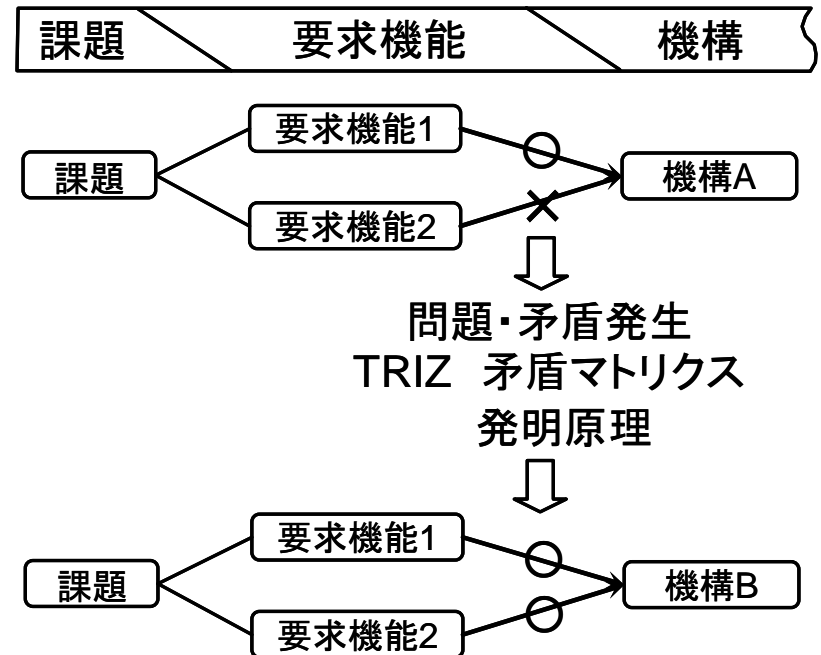 課題 要求機能 機構
要求機能1
課題 機構A
要求機能2
問題・矛盾発生
TRIZ 矛盾マトリクス
発明原理
要求機能1
課題 機構B
要求機能2